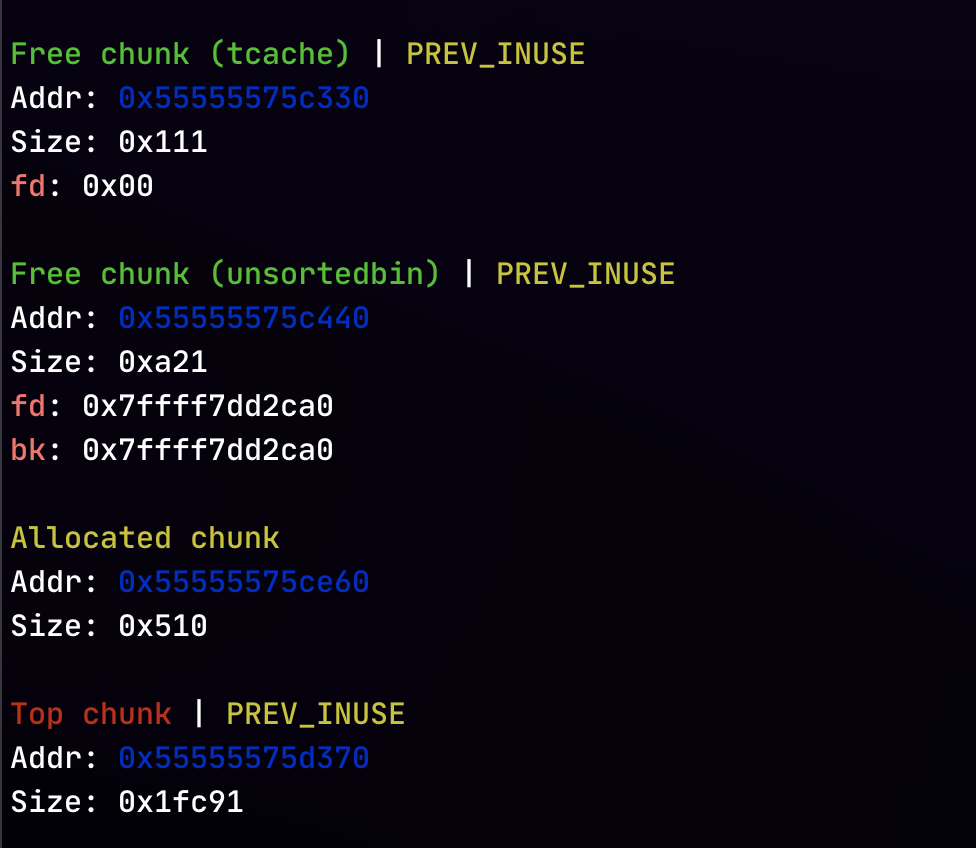 Free chunk (tcache) | PREV_INUSE
Addr: 0x55555575c330
Size: 0x111
fd: 0x00
Free chunk (unsortedbin) | PREV_INUSE
Addr: 0x55555575c440
Size: 0xa21
fd: 0x7ffff7dd2ca0
bk: 0x7ffff7dd2ca0
Allocated chunk
Addr: 0x55555575ce60
Size: 0x510
Top chunk | PREV_INUSE
Addr: 0x55555575d370
Size: 0x1fc91